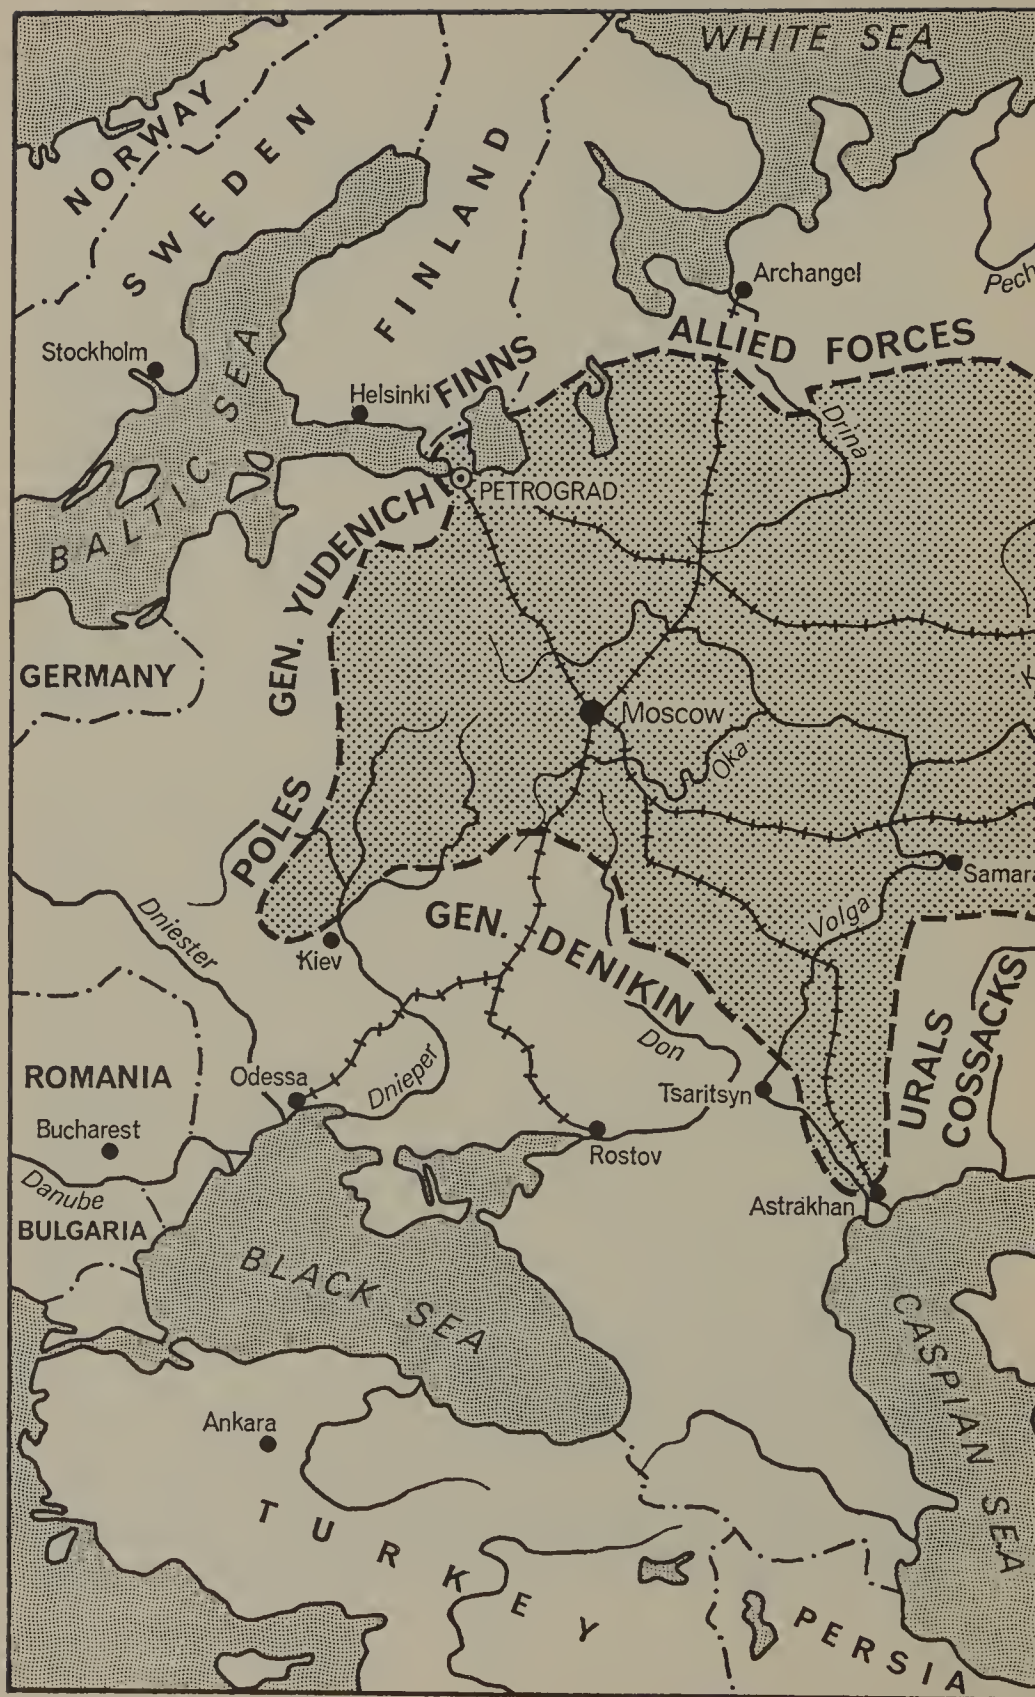 WHITE SEA
NORWAY
SWEDEN
FINLAND
Archangel
Pech
ALLIED FORCES
Stockholm
FINNS
Helsinki
BALTIC SEA
Drina
PETROGRAD
GEN. YUDENICH
GERMANY
K
Moscow
Oka
POLES
Samara
Dniester
Volga
GEN. DENIKIN
Kiev
URALS
COSSACKS
Don
ROMANIA
Odessa
Dnieper
Tsaritsyn
Bucharest
Rostov
Danube
Astrakhan
BULGARIA
BLACK SEA
CASPIAN SEA
Ankara
TURKEY
PERSIA